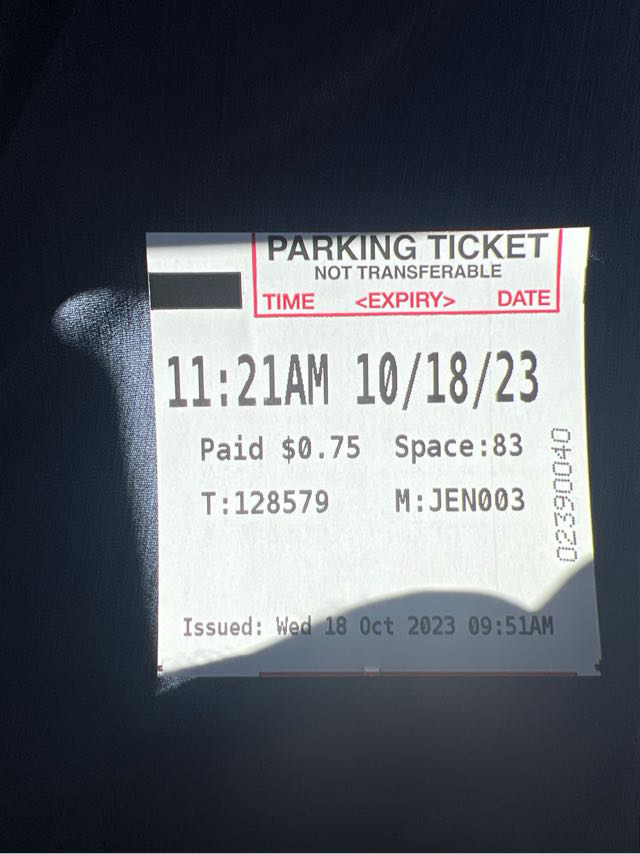 PARKING TICKET
NOT TRANSFERABLE
TIME <EXPIRY> DATE
11:21AM 10/18/23
Paid $0.75 Space:83
T:128579 M:JEN003
02390040
Issued: Wed 18 Oct 2023 09:51AM